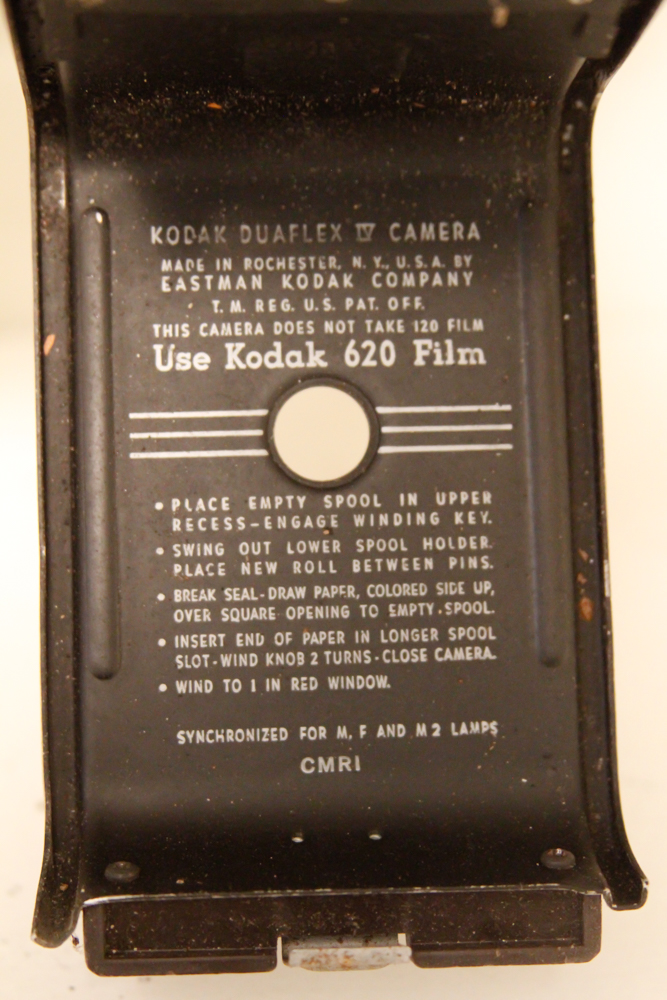 KODAK DUAFLEX IV CAMERA
MADE IN ROCHESTER, N. Y., U. S. A. BY
EASTMAN KODAK COMPANY
T. M. REG. U. S. PAT. OFF.
THIS CAMERA DOES NOT TAKE 120 FILM
Use Kodak 620 Film
• PLACE EMPTY SPOOL IN UPPER
RECESS-ENGAGE WINDING KEY.
• SWING OUT LOWER SPOOL HOLDER.
PLACE NEW ROLL BETWEEN PINS.
• BREAK SEAL-DRAW PAPER, COLORED SIDE UP,
OVER SQUARE OPENING TO EMPTY SPOOL.
• INSERT END OF PAPER IN LONGER SPOOL
SLOT-WIND KNOB 2 TURNS-CLOSE CAMERA.
• WIND TO 1 IN RED WINDOW.
SYNCHRONIZED FOR M, F AND M2 LAMPS
CMRI